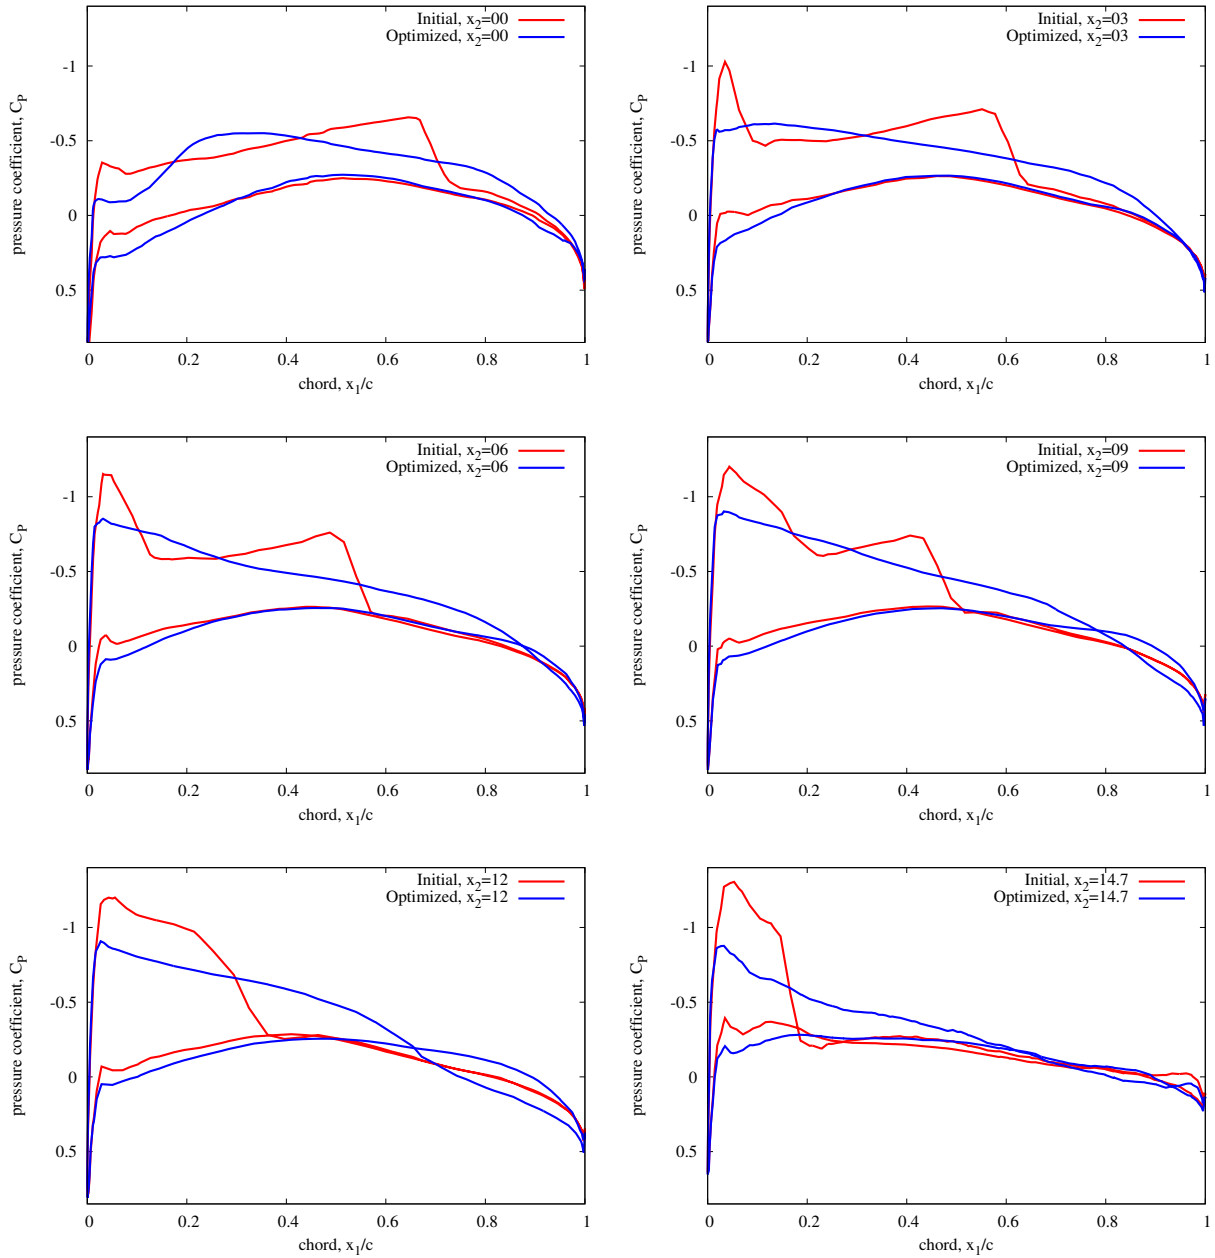 Initial, x2=00
Optimized, x2=00
-1
-0.5
0
0.5
pressure coefficient, CP
0 0.2 0.4 0.6 0.8 1
chord, x1/c
Initial, x2=03
Optimized, x2=03
-1
-0.5
0
0.5
pressure coefficient, CP
0 0.2 0.4 0.6 0.8 1
chord, x1/c
Initial, x2=06
Optimized, x2=06
-1
-0.5
0
0.5
pressure coefficient, CP
0 0.2 0.4 0.6 0.8 1
chord, x1/c
Initial, x2=09
Optimized, x2=09
-1
-0.5
0
0.5
pressure coefficient, CP
0 0.2 0.4 0.6 0.8 1
chord, x1/c
Initial, x2=12
Optimized, x2=12
-1
-0.5
0
0.5
pressure coefficient, CP
0 0.2 0.4 0.6 0.8 1
chord, x1/c
Initial, x2=14.7
Optimized, x2=14.7
-1
-0.5
0
0.5
pressure coefficient, CP
0 0.2 0.4 0.6 0.8 1
chord, x1/c